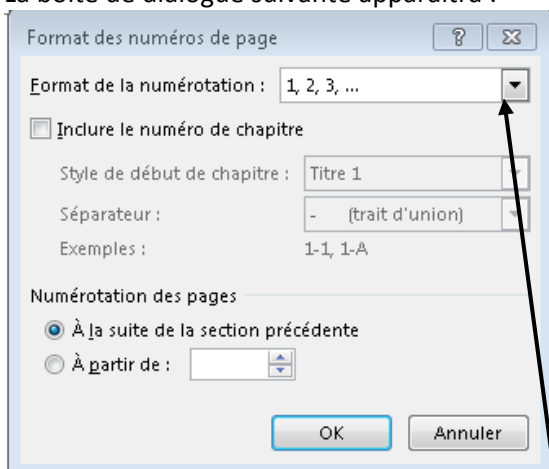 La boîte de dialogue suivante apparaîtra :
Format des numéros de page
Format de la numérotation : 1, 2, 3, ...
Inclure le numéro de chapitre
Style de début de chapitre : Titre 1
Séparateur : - (trait d'union)
Exemples : 1-1, 1-A
Numérotation des pages
À la suite de la section précédente
À partir de :
OK Annuler